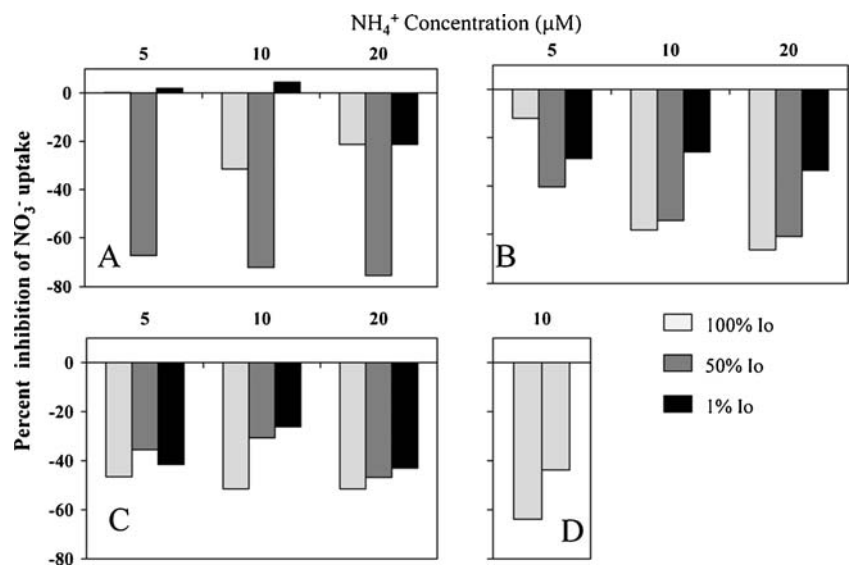 NH₄⁺ Concentration (µM)
5 10 20
5 10 20
0
-20
-40
-60
-80
A
B
5 10 20
10
0
-20
-40
-60
-80
C
D
100% Io
50% Io
1% Io
Percent inhibition of NO₃⁻ uptake